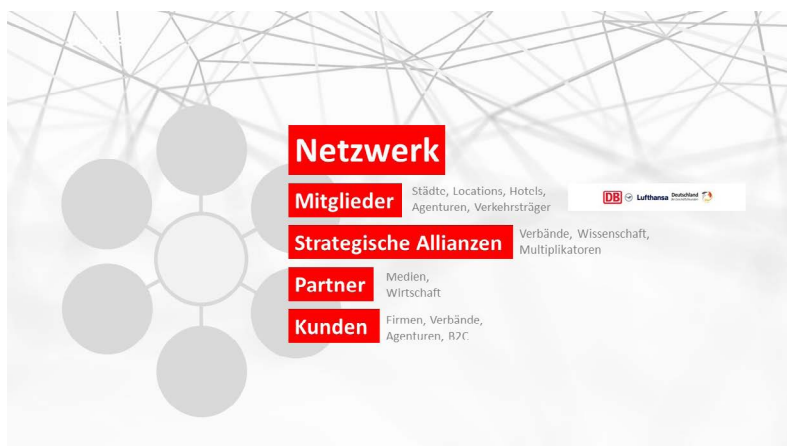 Netzwerk
Mitglieder
Städte, Locations, Hotels,
Agenturen, Verkehrsträger
DB Lufthansa Deutschland
Strategische Allianzen
Verbände, Wissenschaft,
Multiplikatoren
Partner
Medien,
Wirtschaft
Kunden
Firmen, Verbände,
Agenturen, B2C